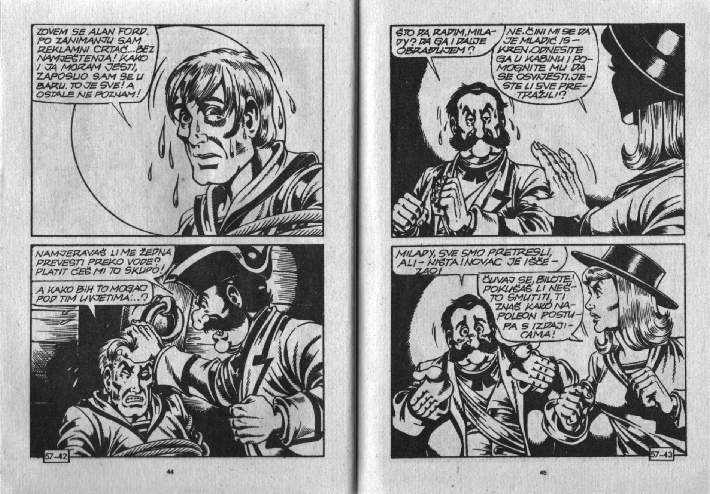 ZOVEM SE ALAN FORD.
PO ZANIMANJU SAM
REKLAMNI CRTAČ...BEZ
NAMJEŠTENJA! KAKO
I JA MORAM JESTI,
ZAPOSLIO SAM SE U
BARU. TO JE SVE! A
OSTALE NE POZNAM!
NAMJERAVAŠ LI ME ŽEDNA
PREVESTI PREKO VODE?
PLATIT ĆEŠ MI TO SKUPO!
A KAKO BIH TO MOGAO
POD TIM UVJETIMA...?
57-42
44
ŠTO DA RADIM, MILA-
DY? DA GA I DALJE
OBRAĐUJEM?
NE. ČINI MI SE DA
JE MLADIĆ IS-
KREN. ODNESITE
GA U KABINU I PO-
MOGNITE MU DA
SE OSVIJESTI. JE-
STE LI SVE PRE-
TRAŽILI?
MILADY, SVE SMO PRETRESLI,
ALI - NIŠTA! NOVAC JE IŠČE-
ZAO!
ČUVAJ SE, BILOTE!
POKUŠAŠ LI NEŠ-
TO SMUTITI, TI
ZNAŠ KAKO NA-
POLEON POSTU-
PA S IZDAJI-
CAMA!
57-43
45